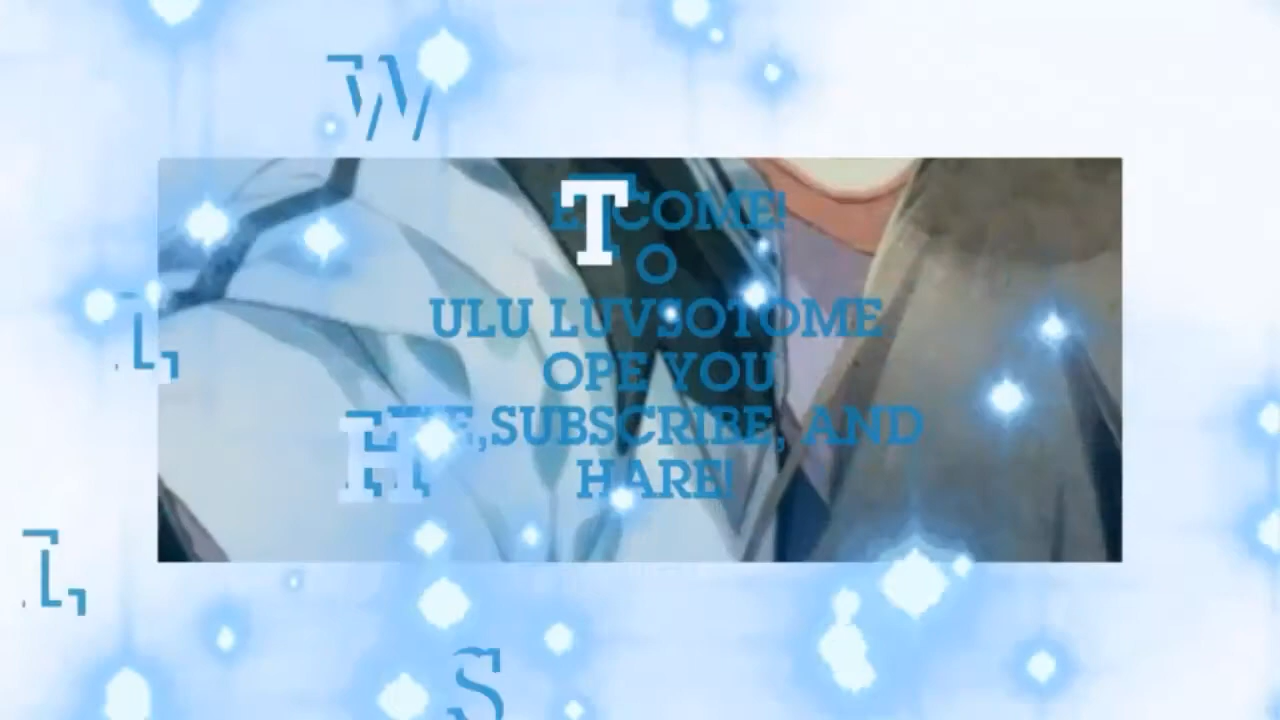 W
T
COME!
O
ULU LUVSOTOME
L
OPE YOU
SUBSCRIBE, AND
H
HARE!
L
S